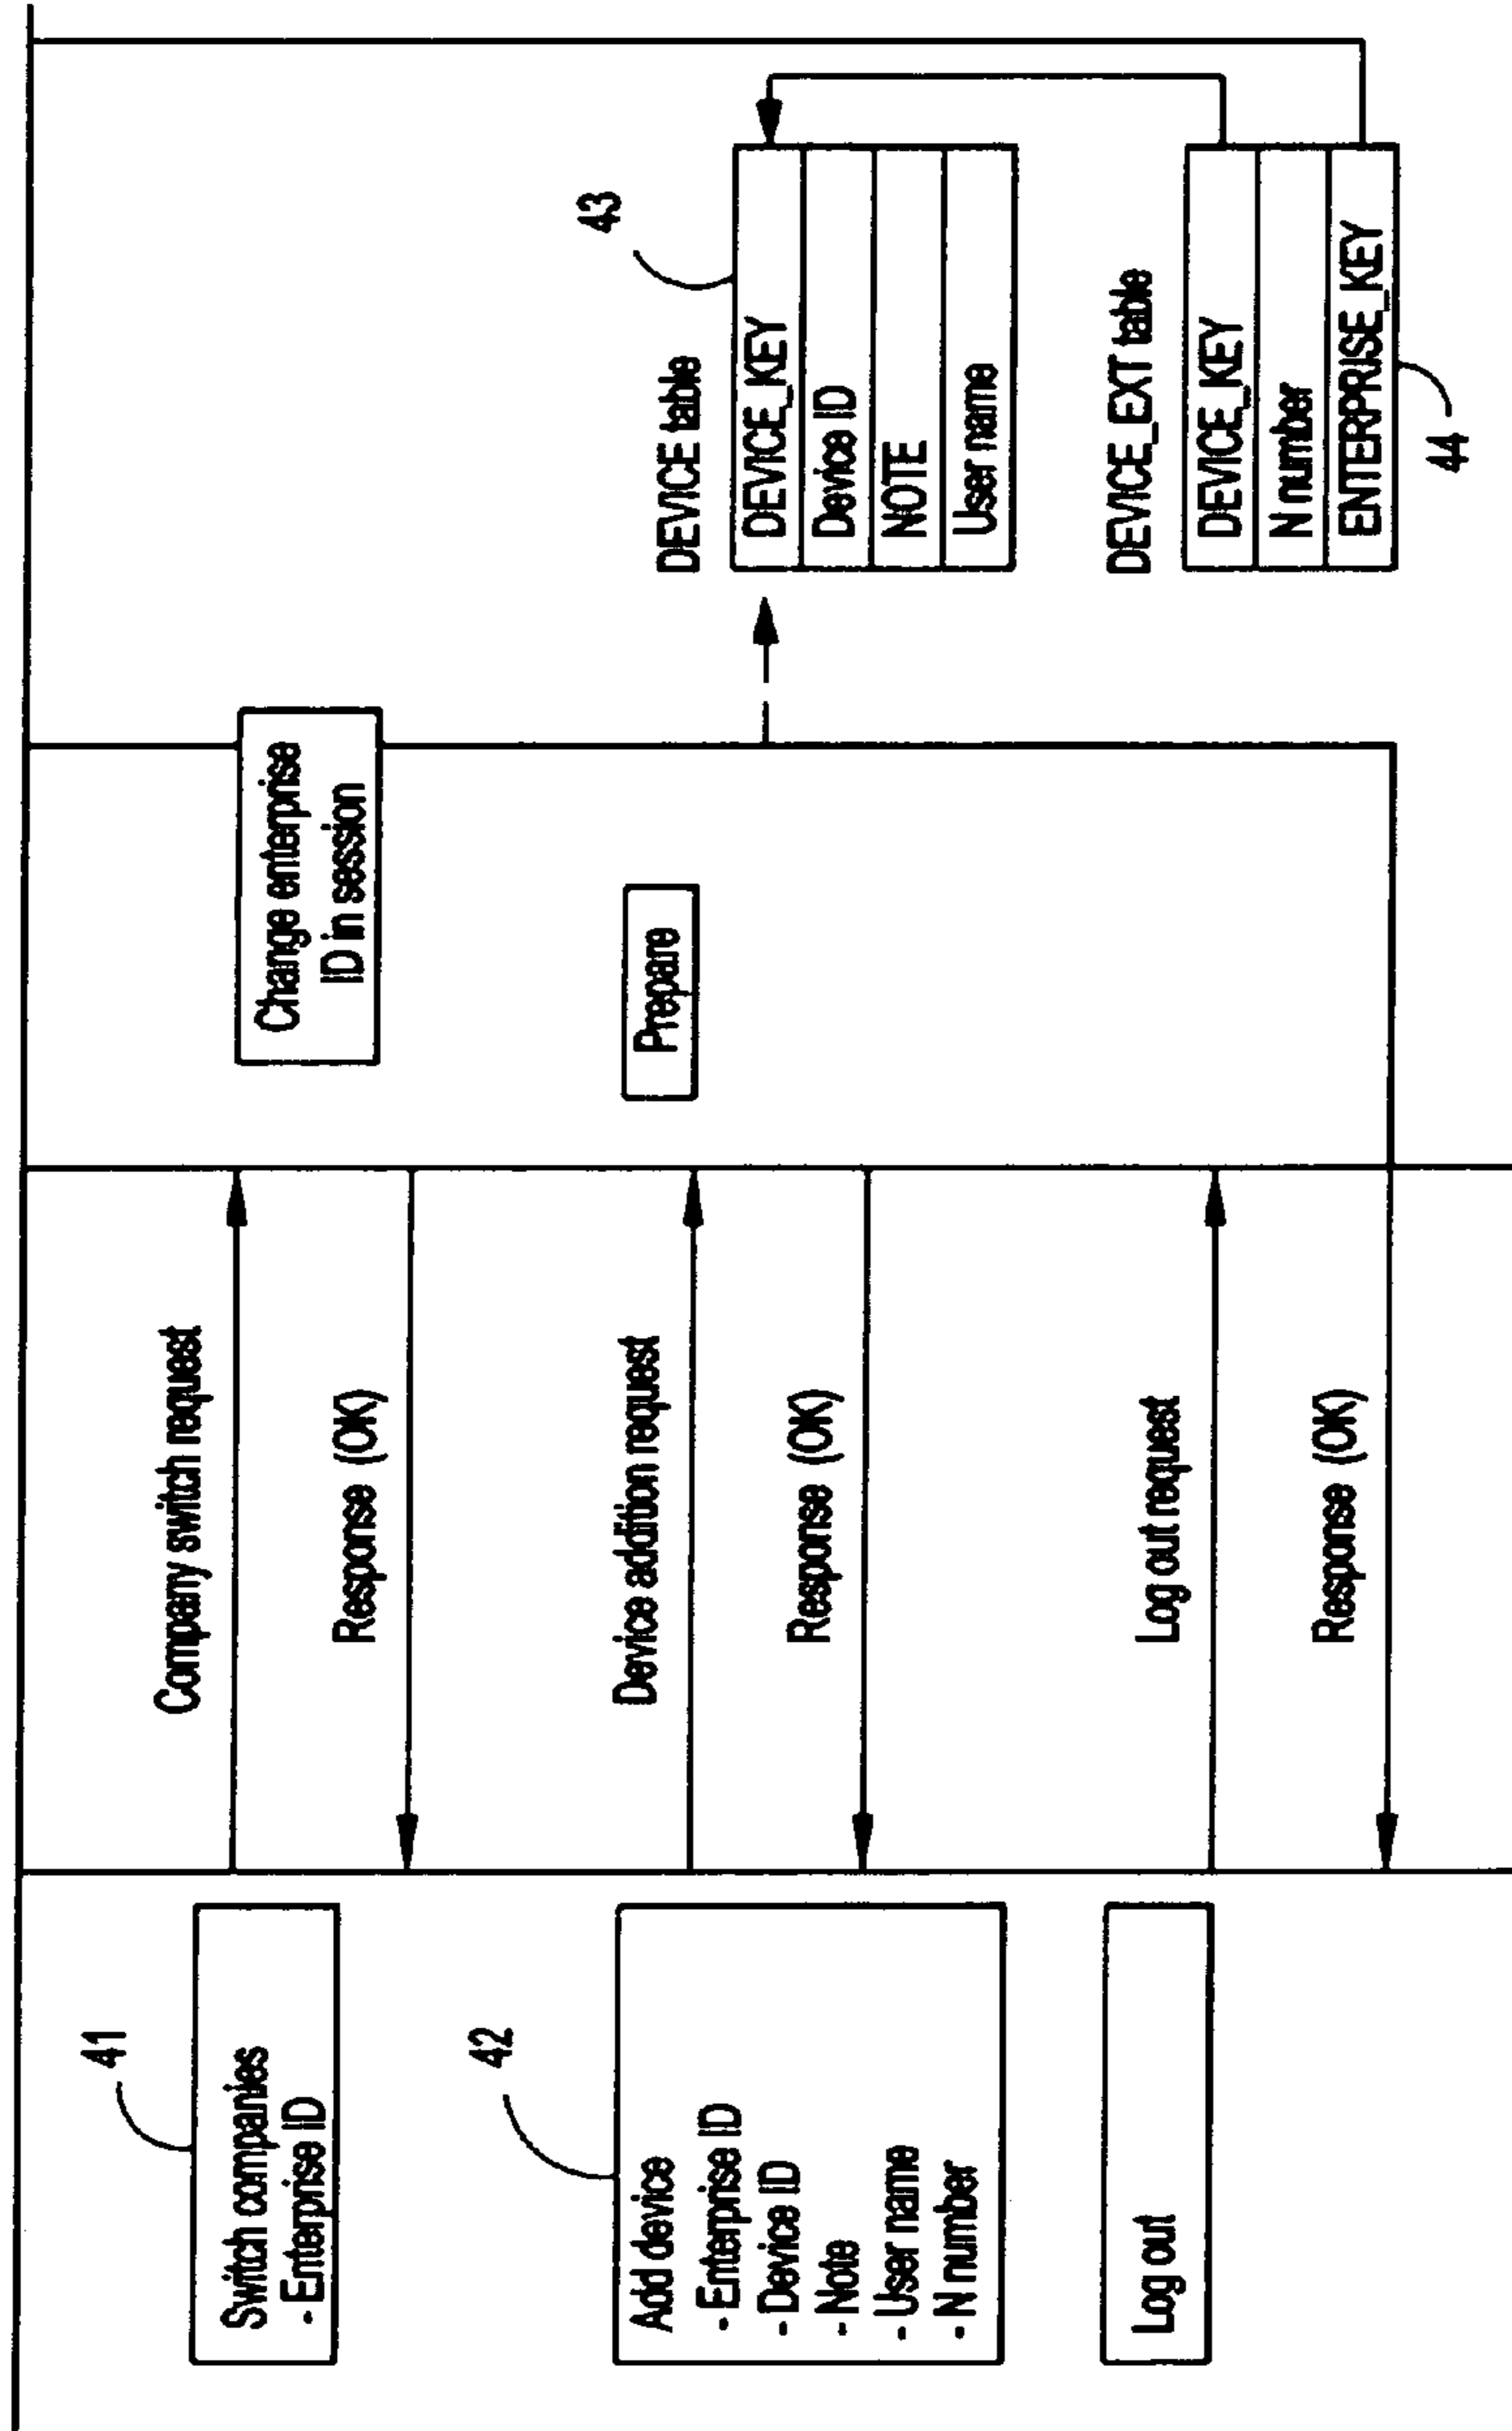 41
Switch companies
- Enterprise ID
Company switch request
Change enterprise
ID in session
Response (OK)
42
Add device
- Enterprise ID
- Device ID
- Note
- User name
- N number
Device addition request
Prepare
Response (OK)
43
DEVICE table
DEVICE_KEY
Device ID
NOTE
User name
Log out
Log out request
Response (OK)
DEVICE_EXT table
DEVICE_KEY
N number
ENTERPRISE_KEY
44